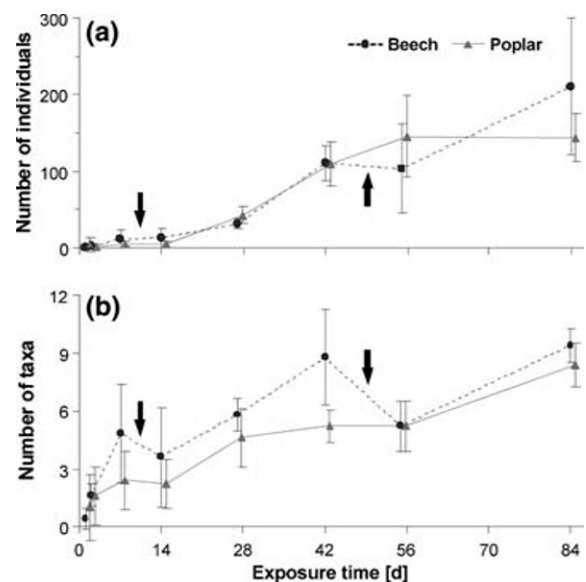 (a)
Beech Poplar
Number of individuals
300
200
100
0
(b)
Number of taxa
12
9
6
3
0
0 14 28 42 56 70 84
Exposure time [d]